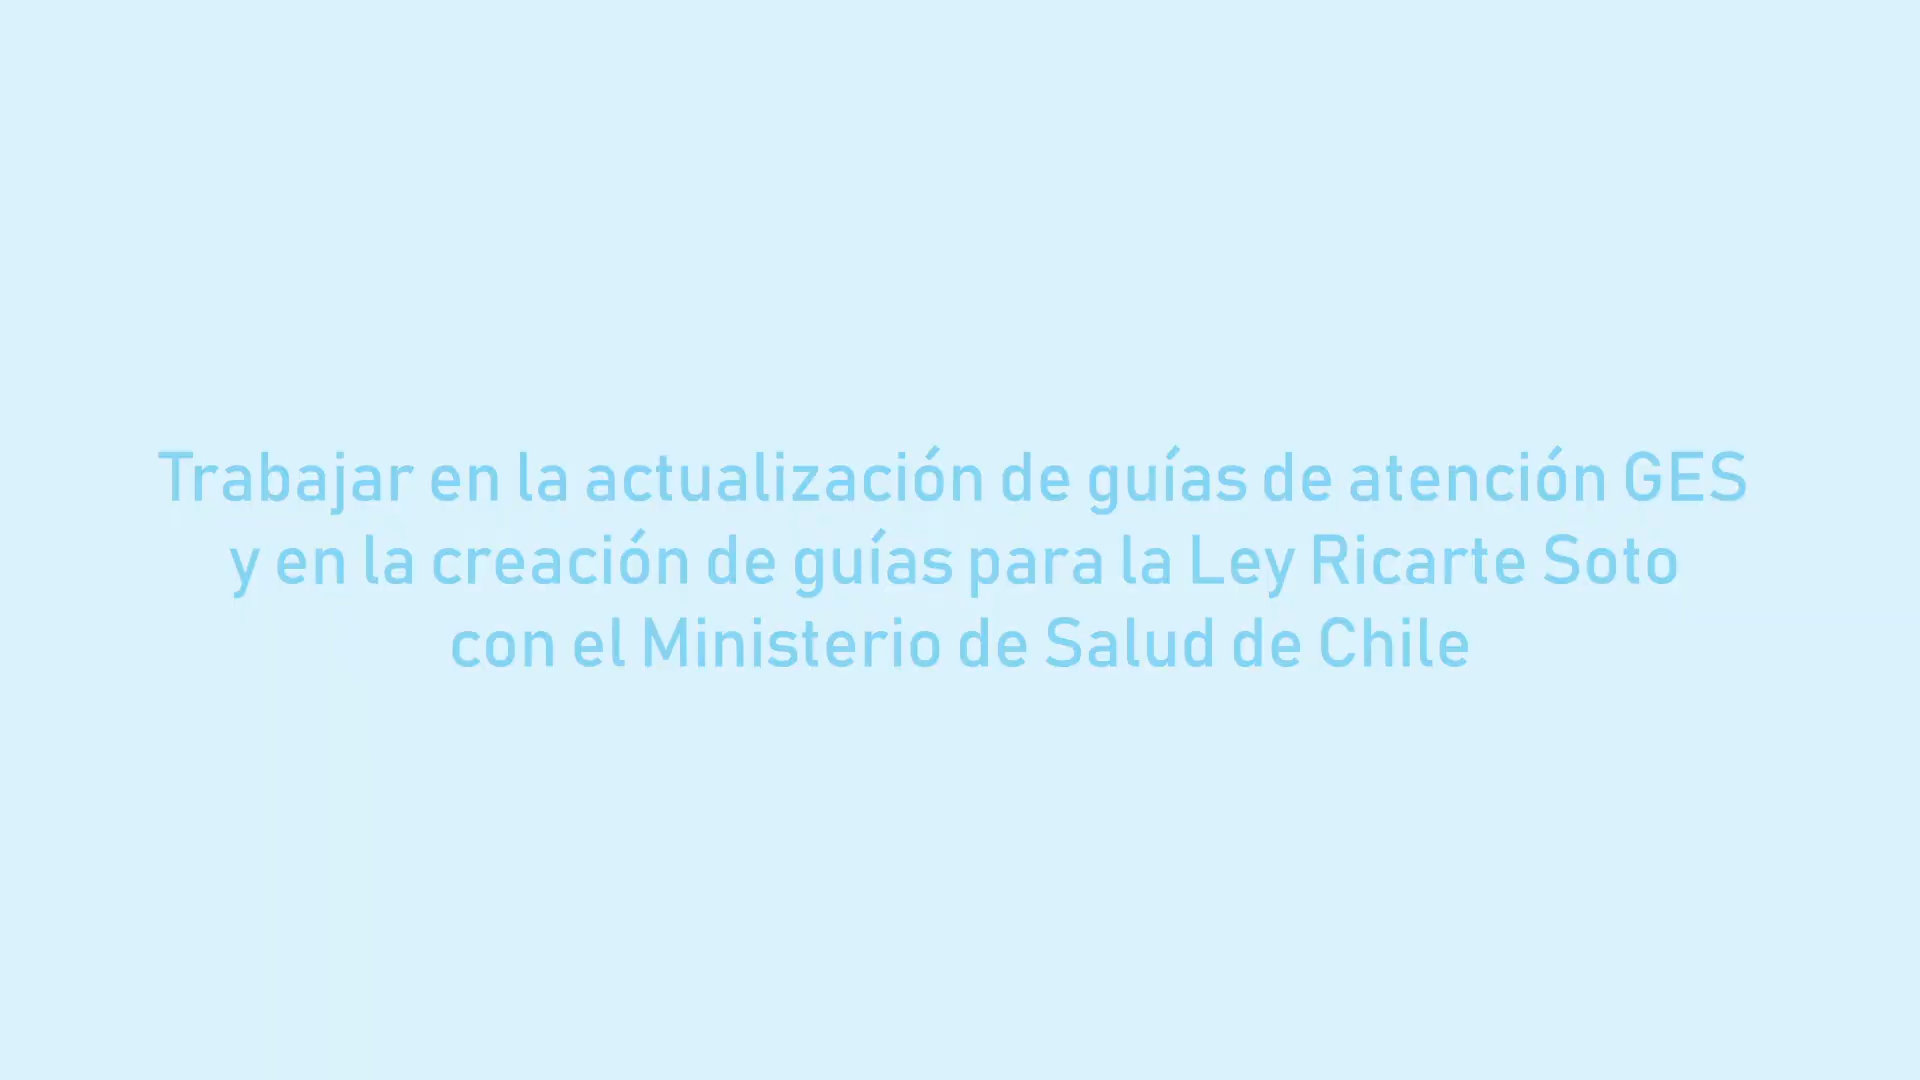 Trabajar en la actualización de guías de atención GES
y en la creación de guías para la Ley Ricarte Soto
con el Ministerio de Salud de Chile